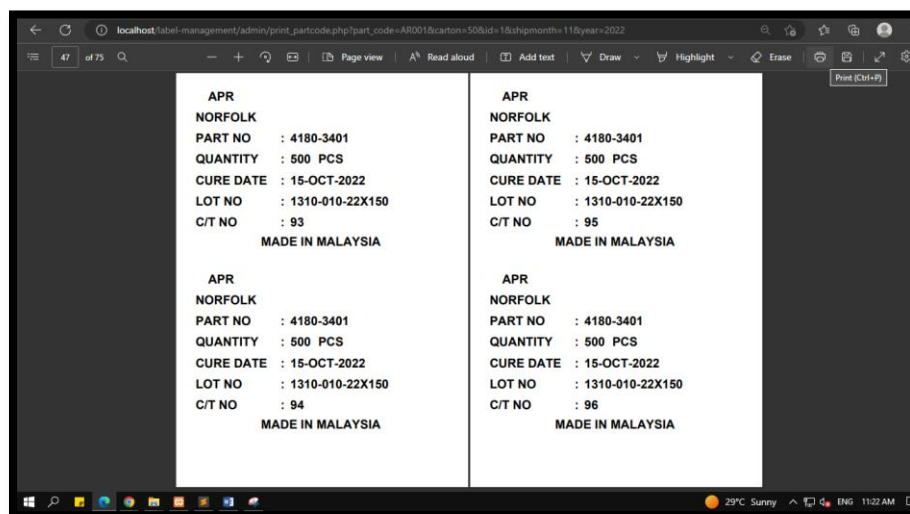 localhost/label-management/admin/print_partcode.php?part_code=AR001&carton=50&id=1&shipmonth=11&year=2022
47 of 75 Page view Read aloud Add text Draw Highlight Erase
Print (Ctrl+P)
APR
NORFOLK
PART NO : 4180-3401
QUANTITY : 500 PCS
CURE DATE : 15-OCT-2022
LOT NO : 1310-010-22X150
C/T NO : 93
MADE IN MALAYSIA
APR
NORFOLK
PART NO : 4180-3401
QUANTITY : 500 PCS
CURE DATE : 15-OCT-2022
LOT NO : 1310-010-22X150
C/T NO : 94
MADE IN MALAYSIA
APR
NORFOLK
PART NO : 4180-3401
QUANTITY : 500 PCS
CURE DATE : 15-OCT-2022
LOT NO : 1310-010-22X150
C/T NO : 95
MADE IN MALAYSIA
APR
NORFOLK
PART NO : 4180-3401
QUANTITY : 500 PCS
CURE DATE : 15-OCT-2022
LOT NO : 1310-010-22X150
C/T NO : 96
MADE IN MALAYSIA
29°C Sunny ENG 11:22 AM